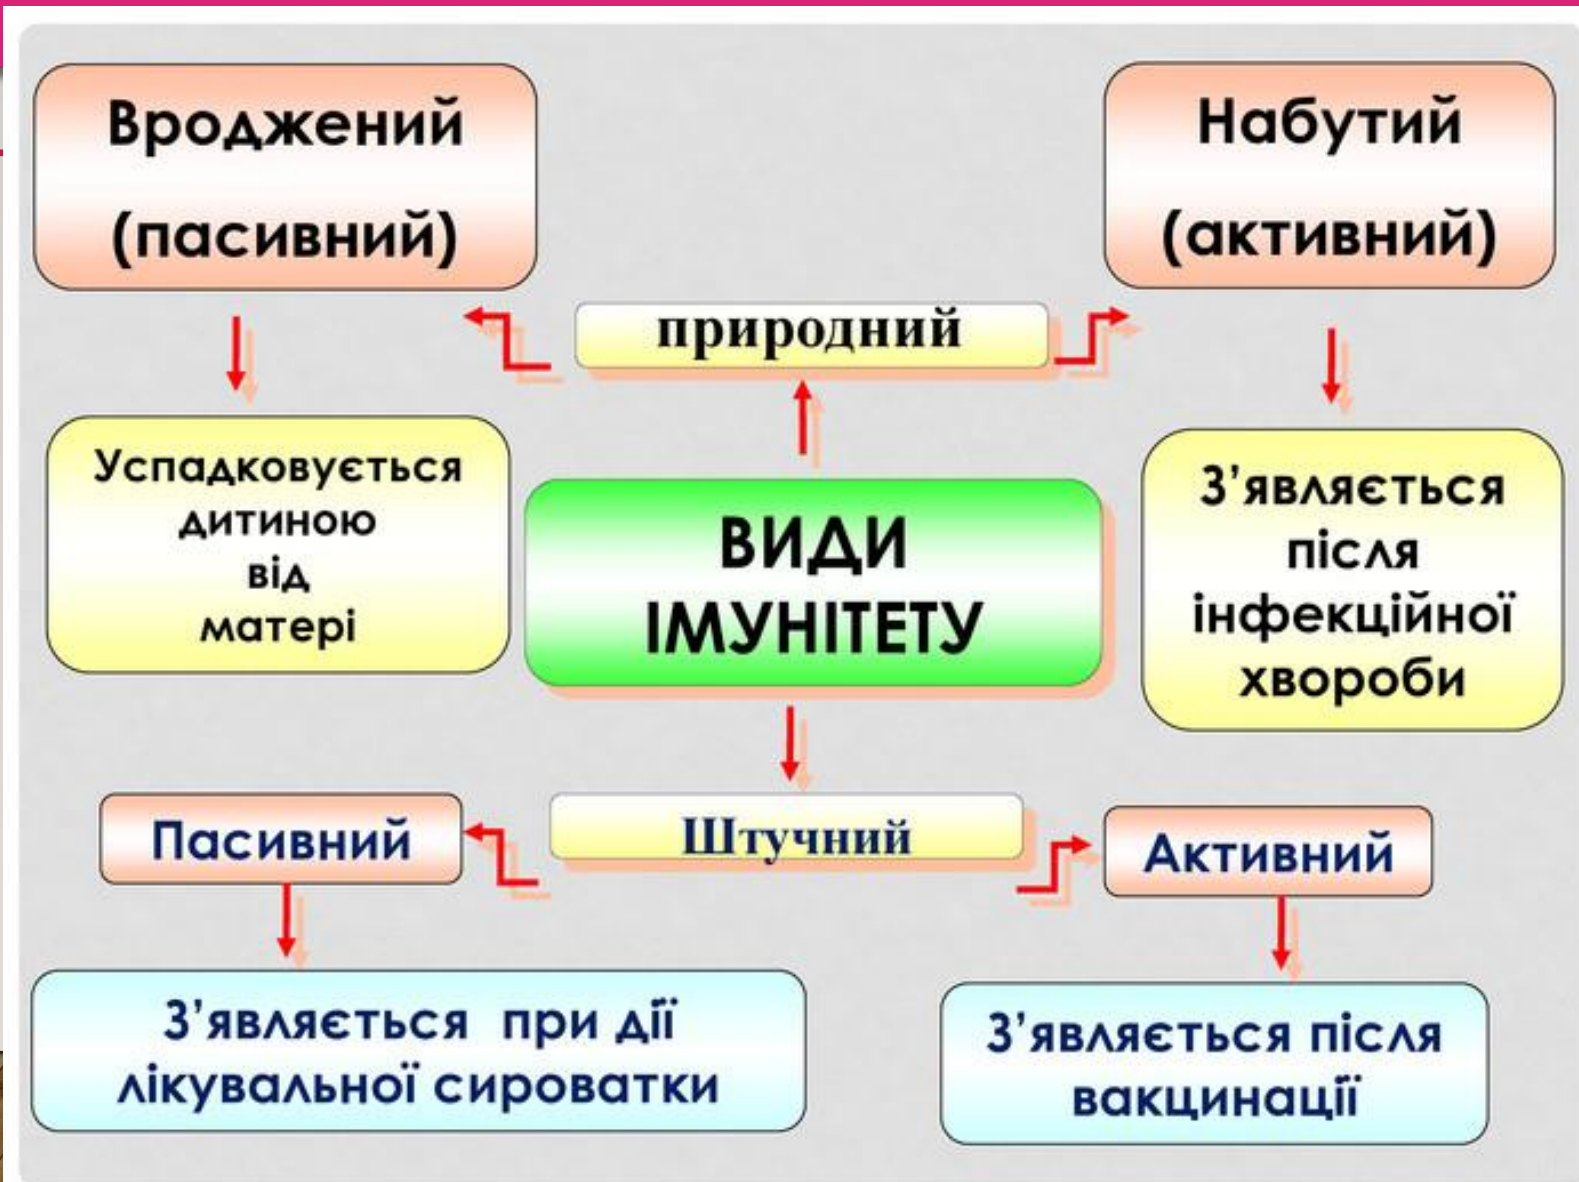 Вроджений
(пасивний)
Набутий
(активний)
природний
Успадковується
дитиною
від
матері
ВИДИ
ІМУНІТЕТУ
З’являється
після
інфекційної
хвороби
Штучний
Пасивний
Активний
З’являється при дії
лікувальної сироватки
З’являється після
вакцинації